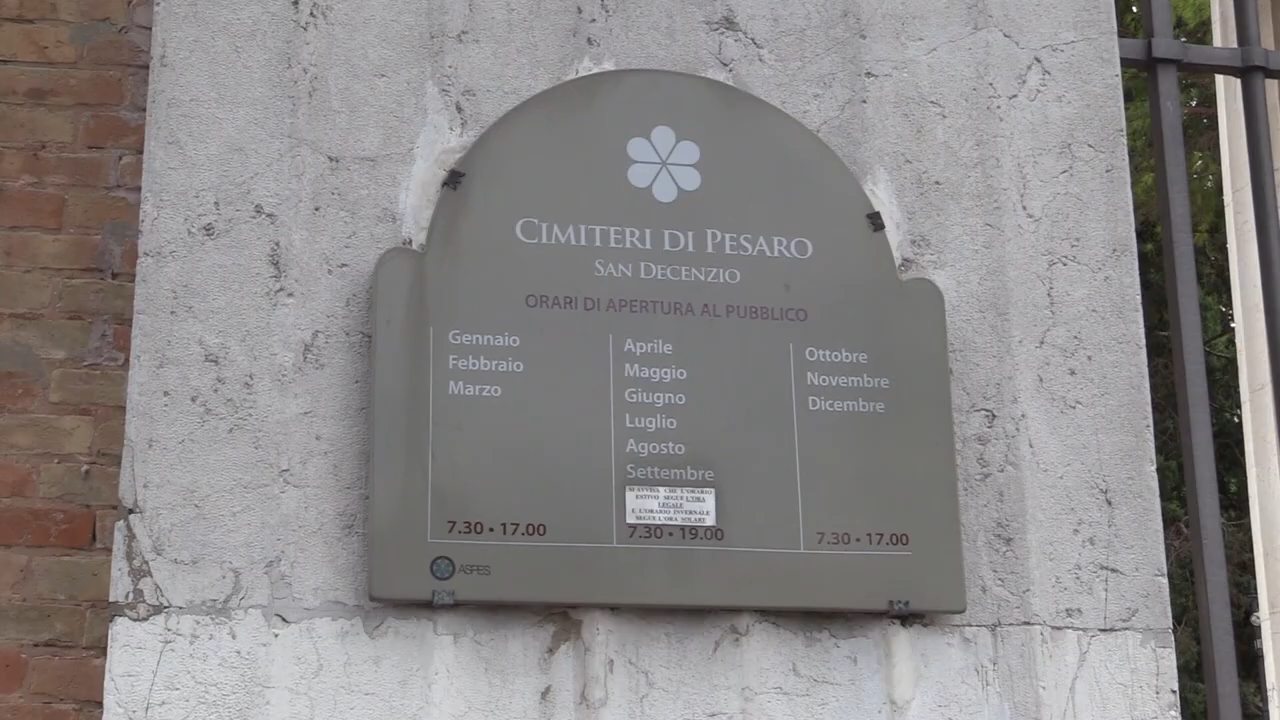 CIMITERI DI PESARO
SAN DECENZIO
ORARI DI APERTURA AL PUBBLICO
Gennaio
Febbraio
Marzo
7.30 • 17.00
Aprile
Maggio
Giugno
Luglio
Agosto
Settembre
SI AVVISA CHE L'ORARIO
ESTIVO SEGUE L'ORA
LEGALE
E L'ORARIO INVERNALE
SEGUE L'ORA SOLARE
7.30 • 19.00
Ottobre
Novembre
Dicembre
7.30 • 17.00
ASPES